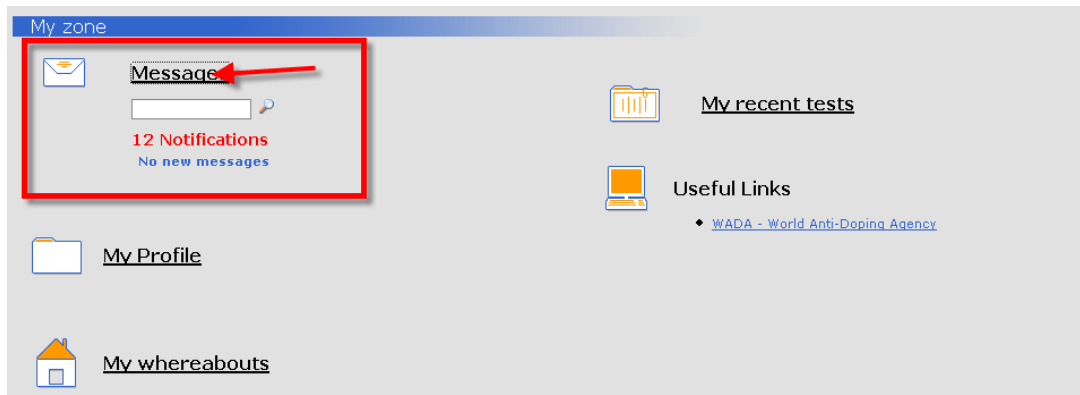 My zone
Messages
12 Notifications
No new messages
My Profile
My whereabouts
My recent tests
Useful Links
WADA - World Anti-Doping Agency